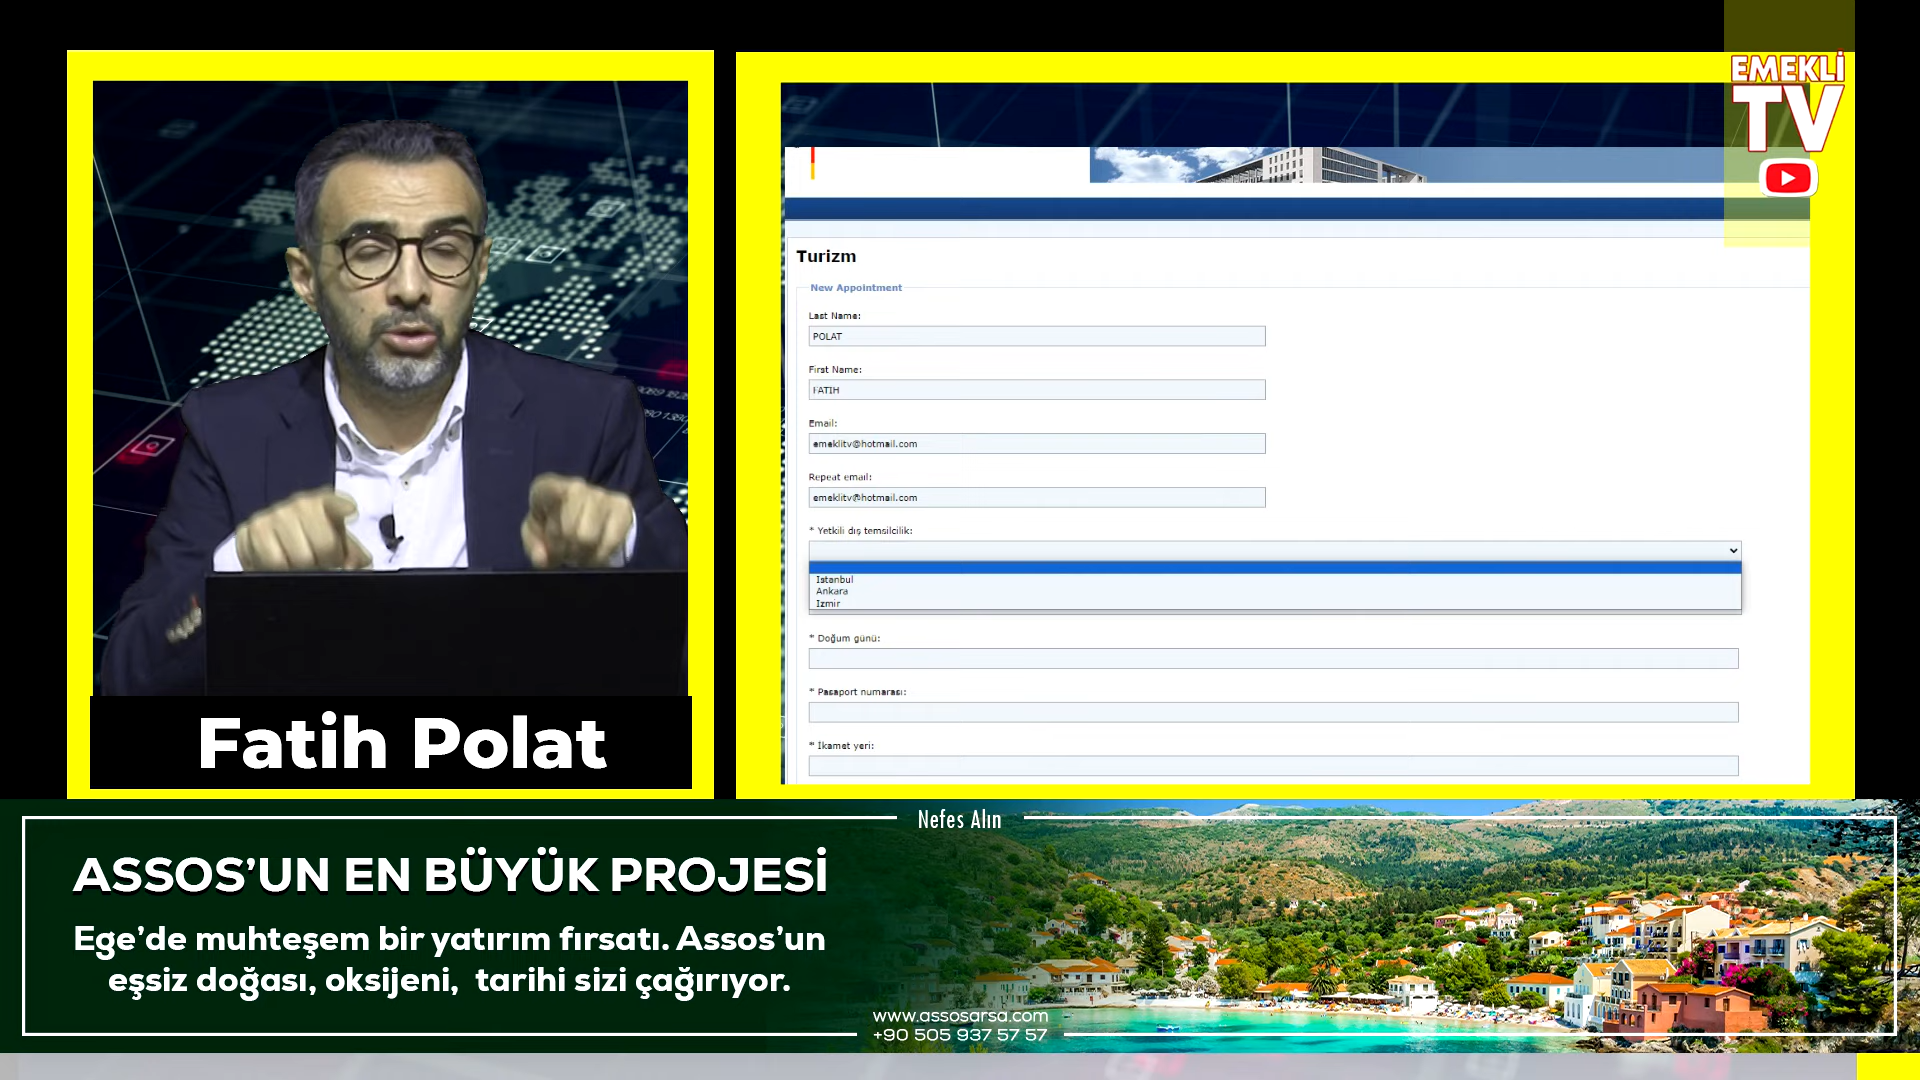 EMEKLİ
TV
Turizm
New Appointment
Last Name:
POLAT
First Name:
FATIH
Email:
emeklitv@hotmail.com
Repeat email:
emeklitv@hotmail.com
* Yetkili dış temsilcilik:
Istanbul
Ankara
Izmir
* Doğum günü:
* Pasaport numarası:
* İkamet yeri:
Fatih Polat
Nefes Alın
ASSOS'UN EN BÜYÜK PROJESİ
Ege'de muhteşem bir yatırım fırsatı. Assos'un
eşsiz doğası, oksijeni, tarihi sizi çağırıyor.
www.assosarsa.com
+90 505 937 57 57